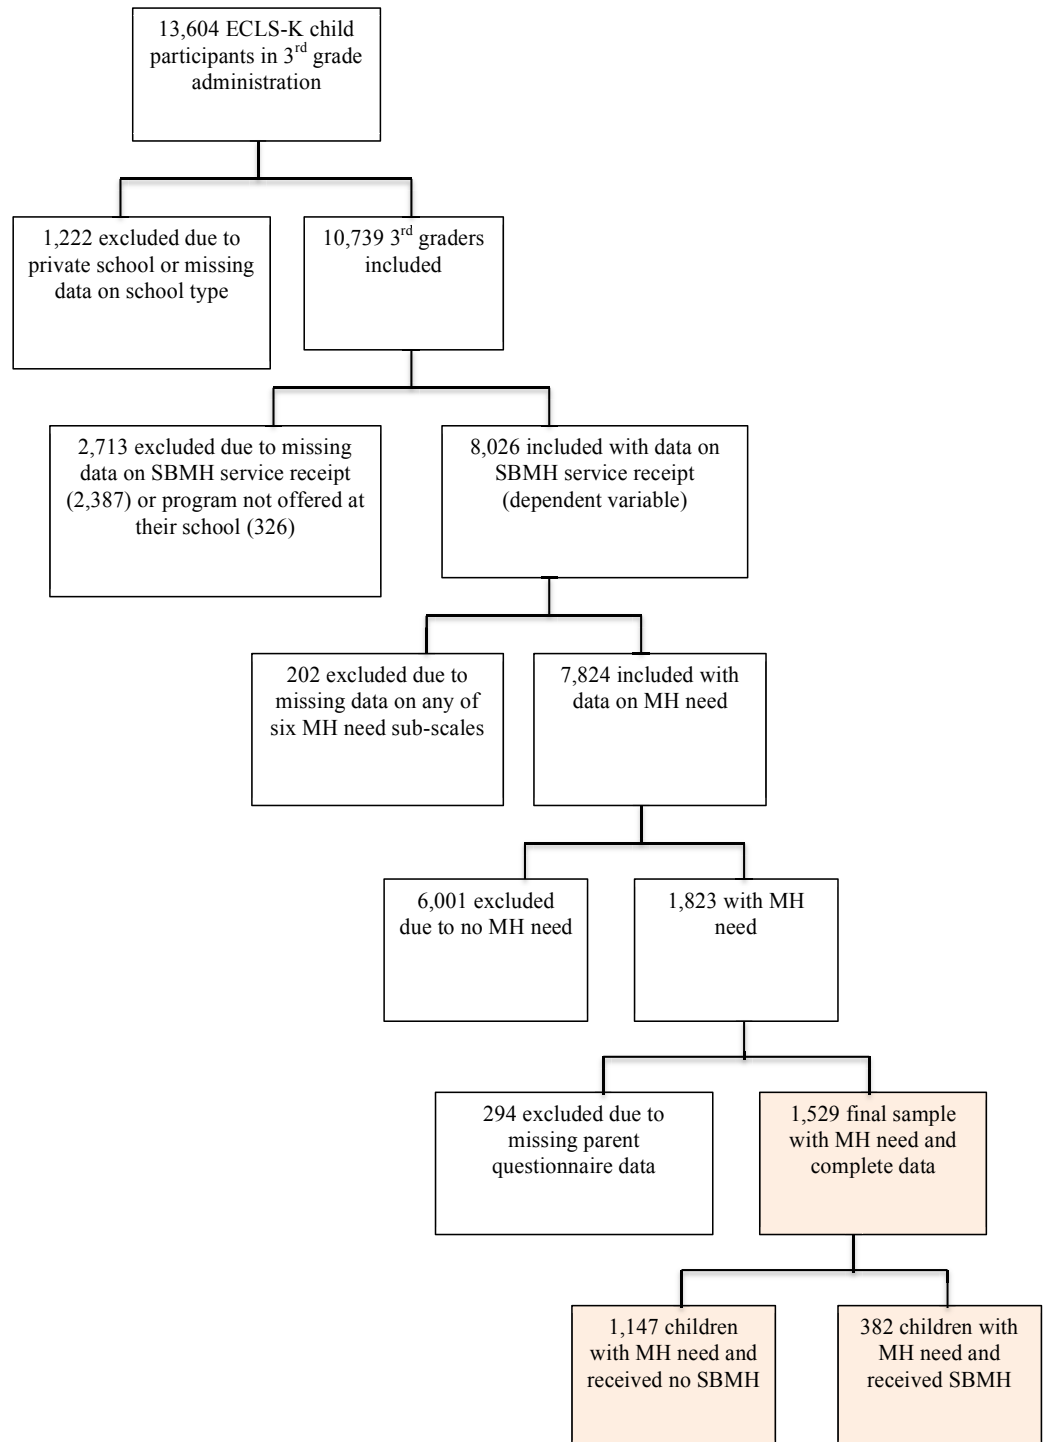 13,604 ECLS-K child
participants in 3rd grade
administration
1,222 excluded due to
private school or missing
data on school type
10,739 3rd graders
included
2,713 excluded due to missing
data on SBMH service receipt
(2,387) or program not offered at
their school (326)
8,026 included with data on
SBMH service receipt
(dependent variable)
202 excluded due to
missing data on any of
six MH need sub-scales
7,824 included with
data on MH need
6,001 excluded
due to no MH need
1,823 with MH
need
294 excluded due to
missing parent
questionnaire data
1,529 final sample
with MH need and
complete data
1,147 children
with MH need and
received no SBMH
382 children with
MH need and
received SBMH